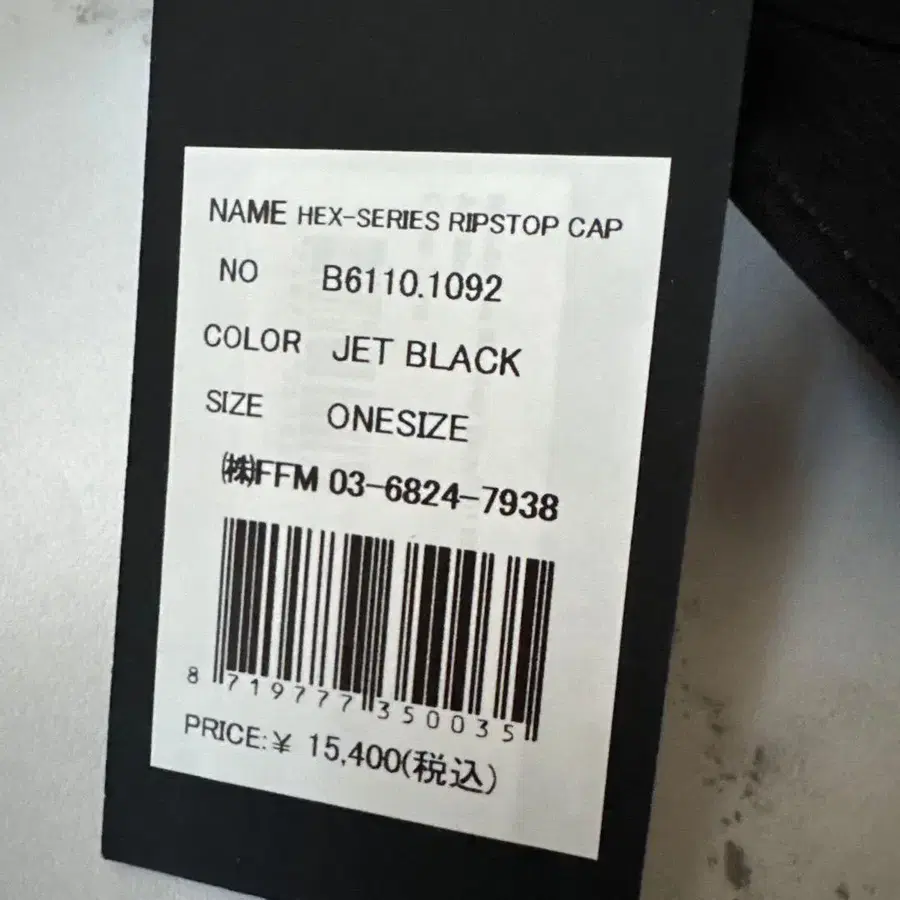 NAME HEX-SERIES RIPSTOP CAP
NO B6110.1092
COLOR JET BLACK
SIZE ONESIZE
㈱FFM 03-6824-7938
8 719777 350035
PRICE:¥ 15,400(税込)